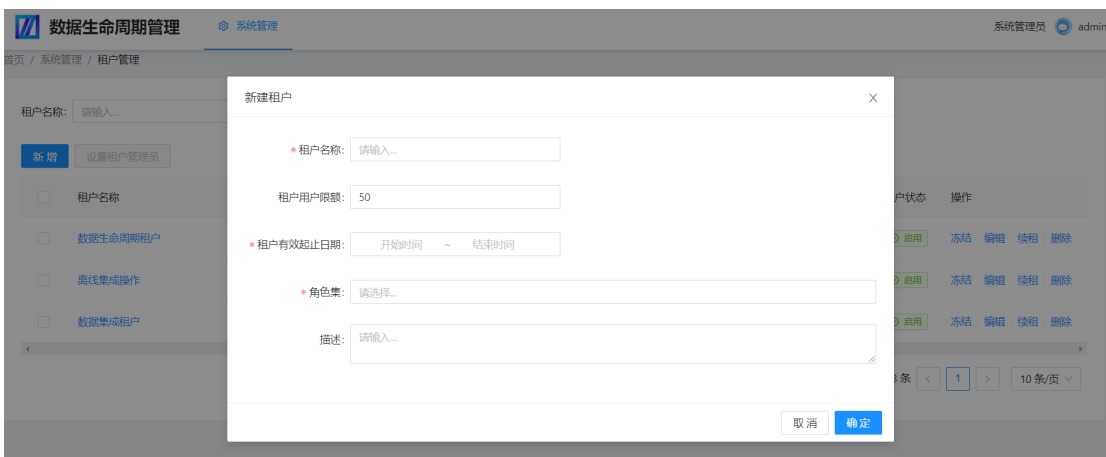 数据生命周期管理 系统管理 系统管理员 admin
首页 / 系统管理 / 租户管理
新建租户
租户名称: 请输入...
* 租户名称: 请输入...
新增 设置租户管理员
租户用户限额: 50
租户名称 户状态 操作
数据生命周期租户 启用 冻结 编辑 续租 删除
* 租户有效起止日期: 开始时间 ~ 结束时间
离线集成操作 启用 冻结 编辑 续租 删除
* 角色集: 请选择...
数据集成租户 启用 冻结 编辑 续租 删除
描述: 请输入...
条 < 1 > 10 条/页
取消 确定